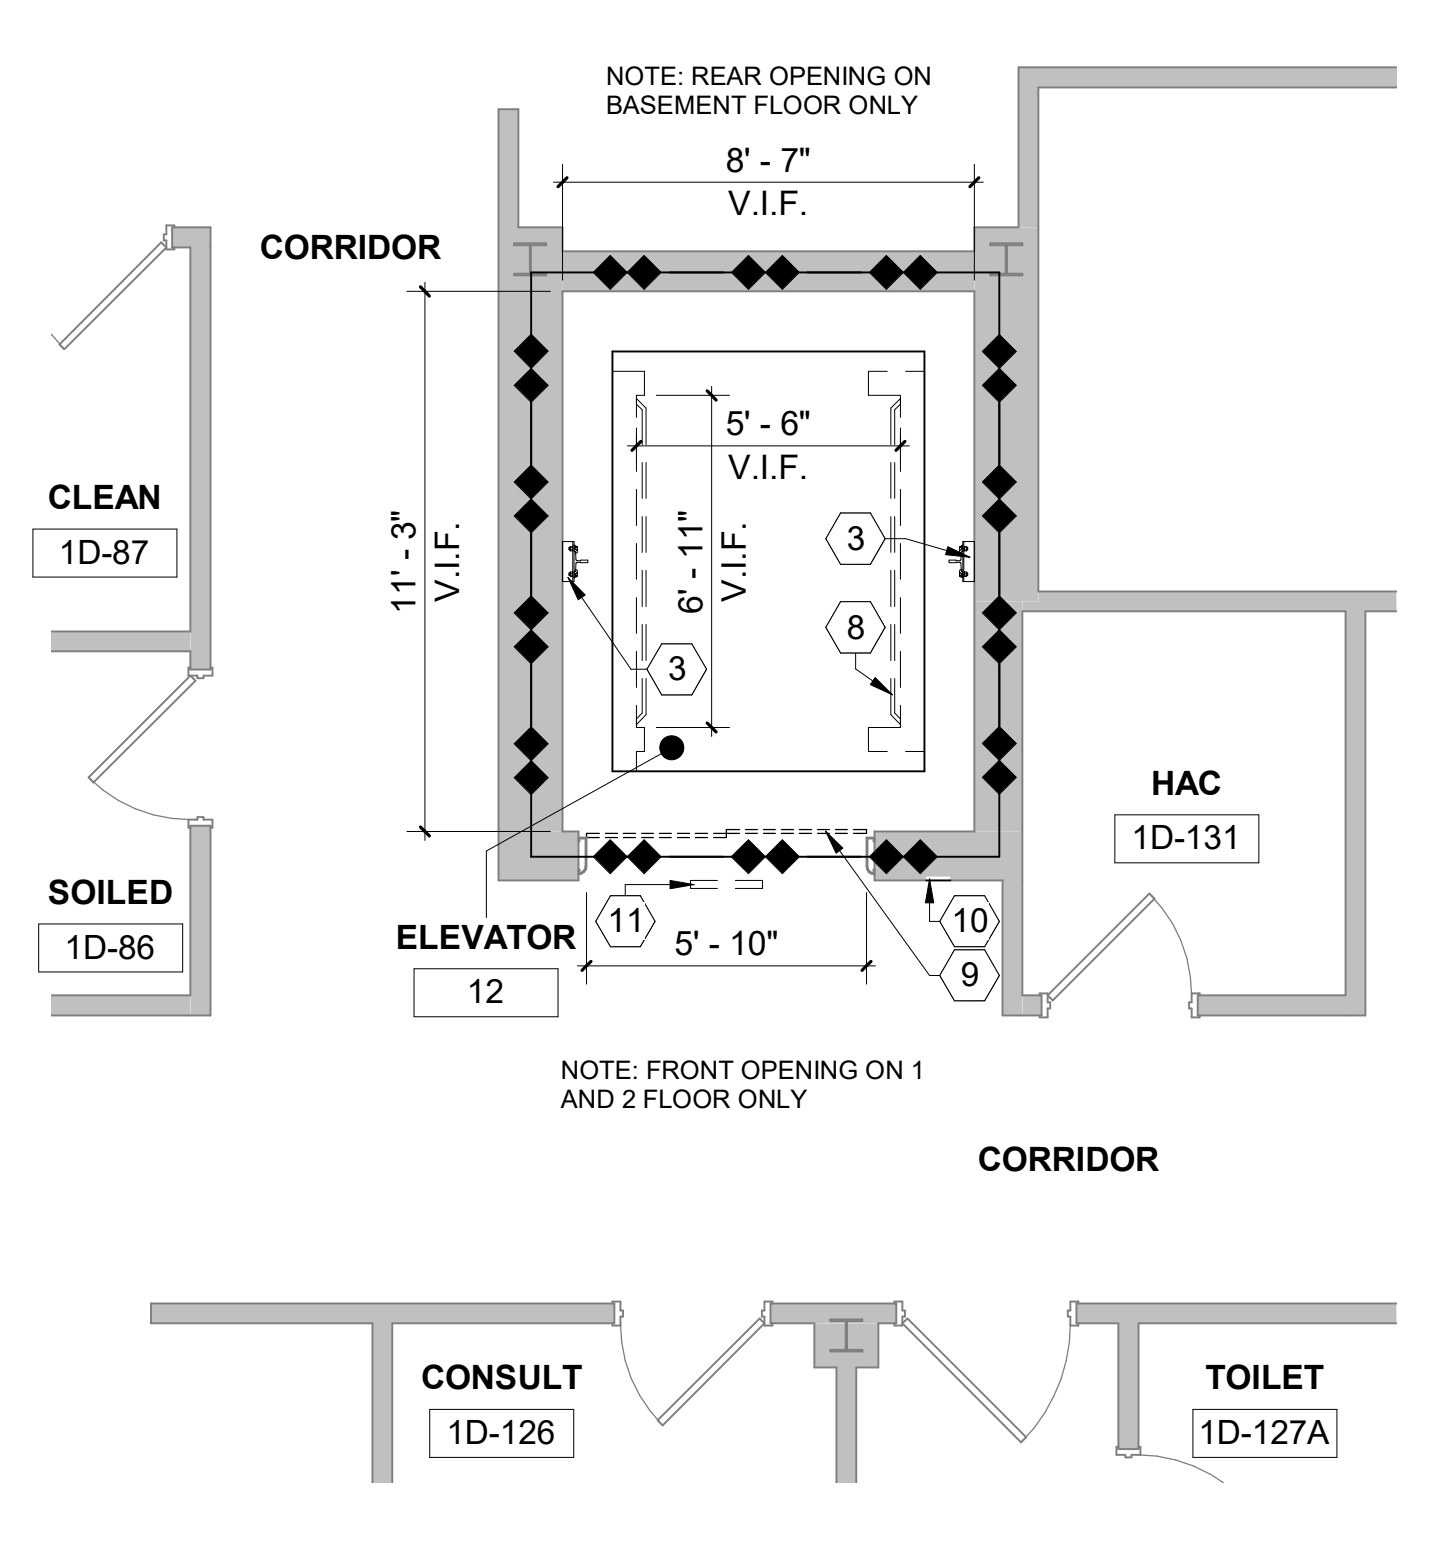 NOTE: REAR OPENING ON
BASEMENT FLOOR ONLY
8' - 7"
V.I.F.
CORRIDOR
CLEAN
1D-87
11' - 3"
V.I.F.
5' - 6"
V.I.F.
6' - 11"
V.I.F.
3
8
3
HAC
1D-131
SOILED
1D-86
ELEVATOR
12
11
10
5' - 10"
9
NOTE: FRONT OPENING ON 1
AND 2 FLOOR ONLY
CORRIDOR
CONSULT
1D-126
TOILET
1D-127A